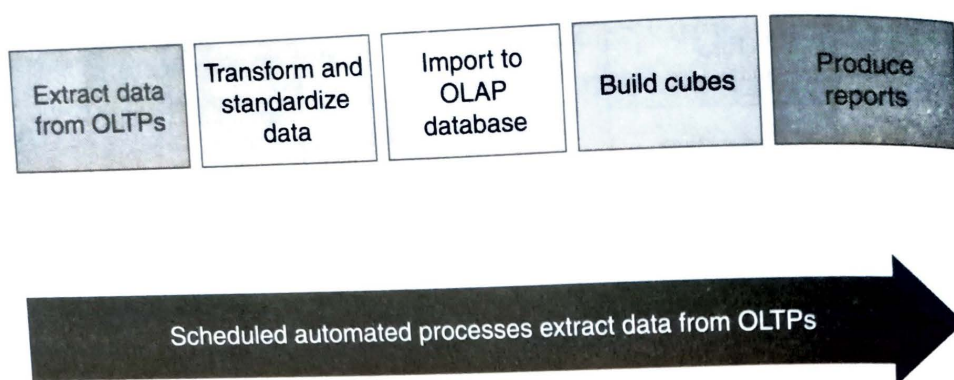 Extract data
from OLTPs
Transform and
standardize
data
Import to
OLAP
database
Build cubes
Produce
reports
Scheduled automated processes extract data from OLTPs